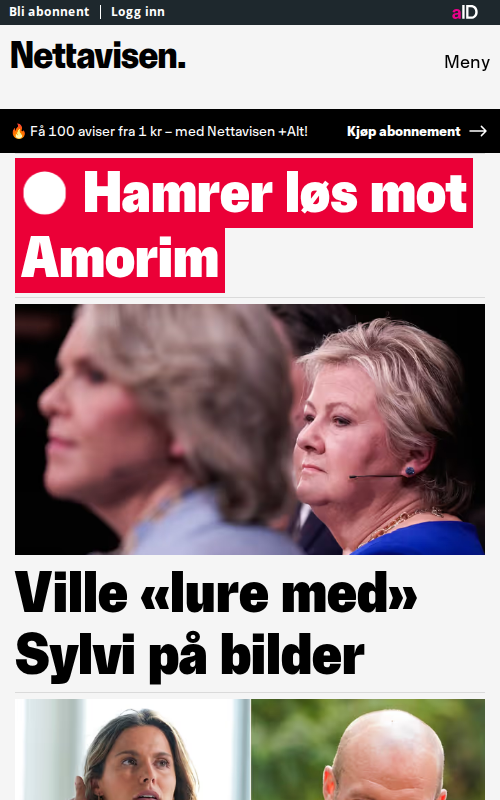 Bli abonnent | Logg inn
aID
Nettavisen.
Meny
🔥 Få 100 aviser fra 1 kr – med Nettavisen +Alt!
Kjøp abonnement →
Hamrer løs mot
Amorim
Ville «lure med»
Sylvi på bilder